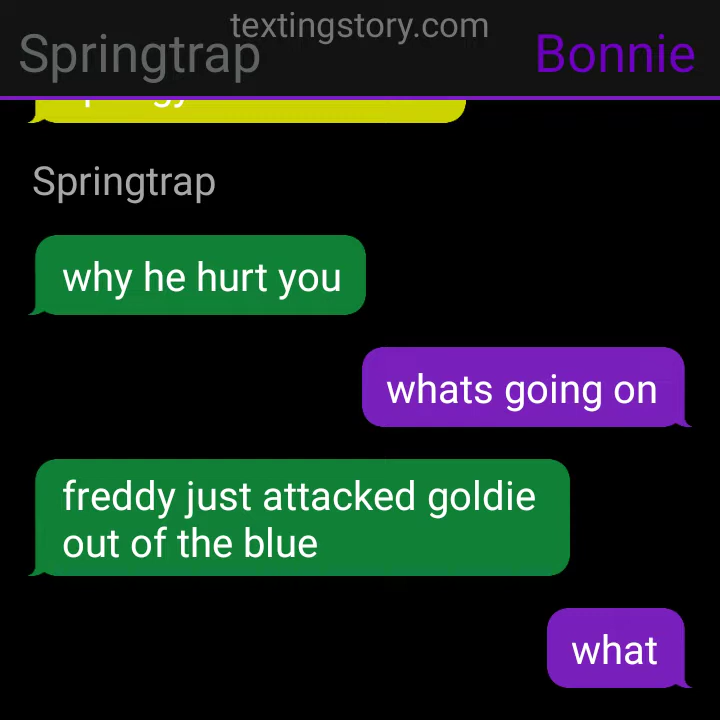 textingstory.com
Springtrap
Bonnie
Springtrap
why he hurt you
whats going on
freddy just attacked goldie
out of the blue
what